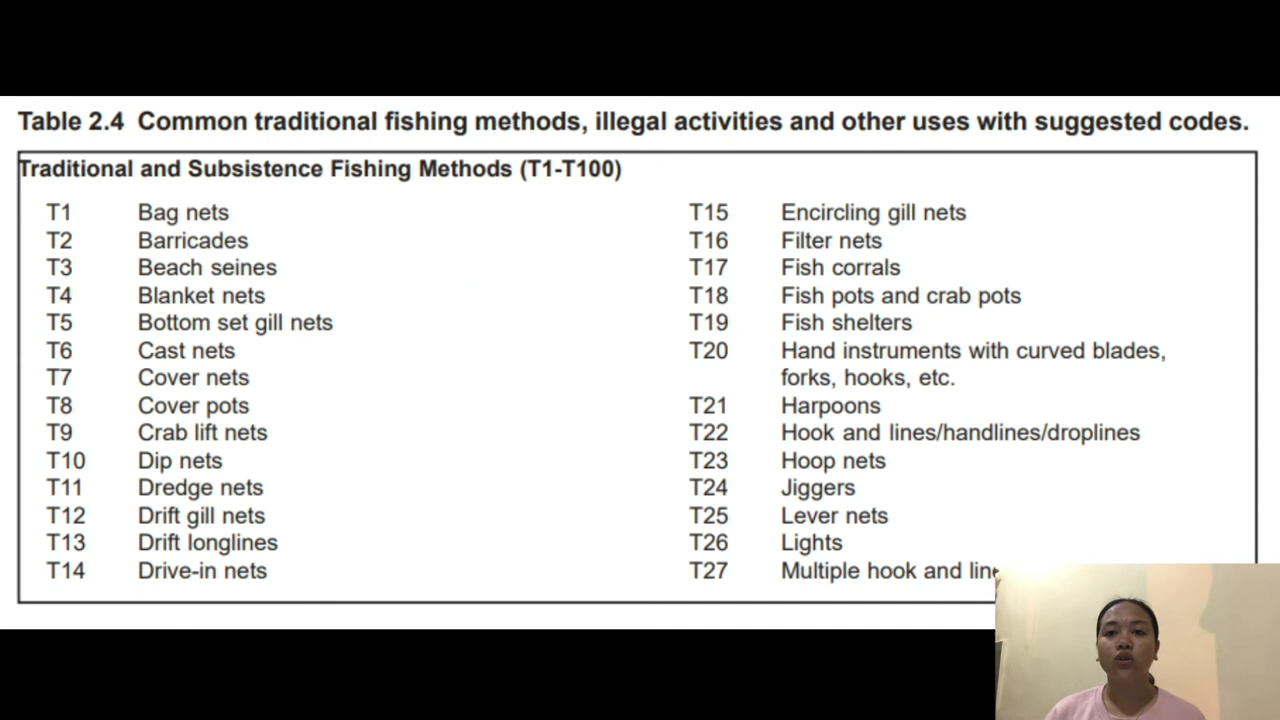 Table 2.4 Common traditional fishing methods, illegal activities and other uses with suggested codes.
Traditional and Subsistence Fishing Methods (T1-T100)
T1 Bag nets
T2 Barricades
T3 Beach seines
T4 Blanket nets
T5 Bottom set gill nets
T6 Cast nets
T7 Cover nets
T8 Cover pots
T9 Crab lift nets
T10 Dip nets
T11 Dredge nets
T12 Drift gill nets
T13 Drift longlines
T14 Drive-in nets
T15 Encircling gill nets
T16 Filter nets
T17 Fish corrals
T18 Fish pots and crab pots
T19 Fish shelters
T20 Hand instruments with curved blades,
forks, hooks, etc.
T21 Harpoons
T22 Hook and lines/handlines/droplines
T23 Hoop nets
T24 Jiggers
T25 Lever nets
T26 Lights
T27 Multiple hook and